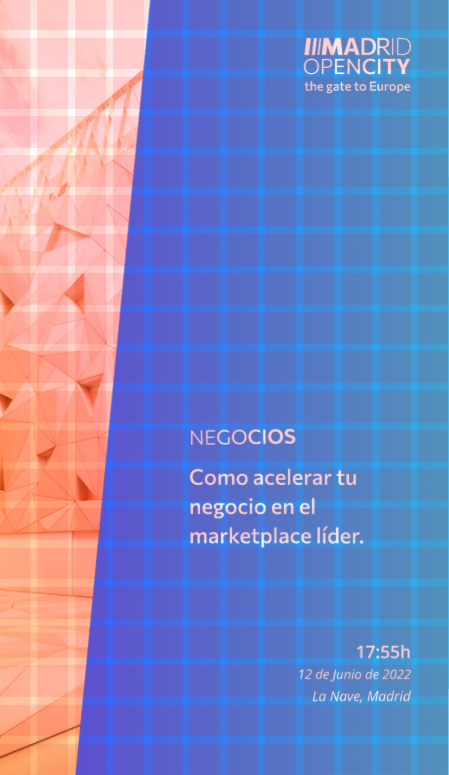 MADRID
OPENCITY
the gate to Europe
NEGOCIOS
Como acelerar tu
negocio en el
marketplace líder.
17:55h
12 de Junio de 2022
La Nave, Madrid